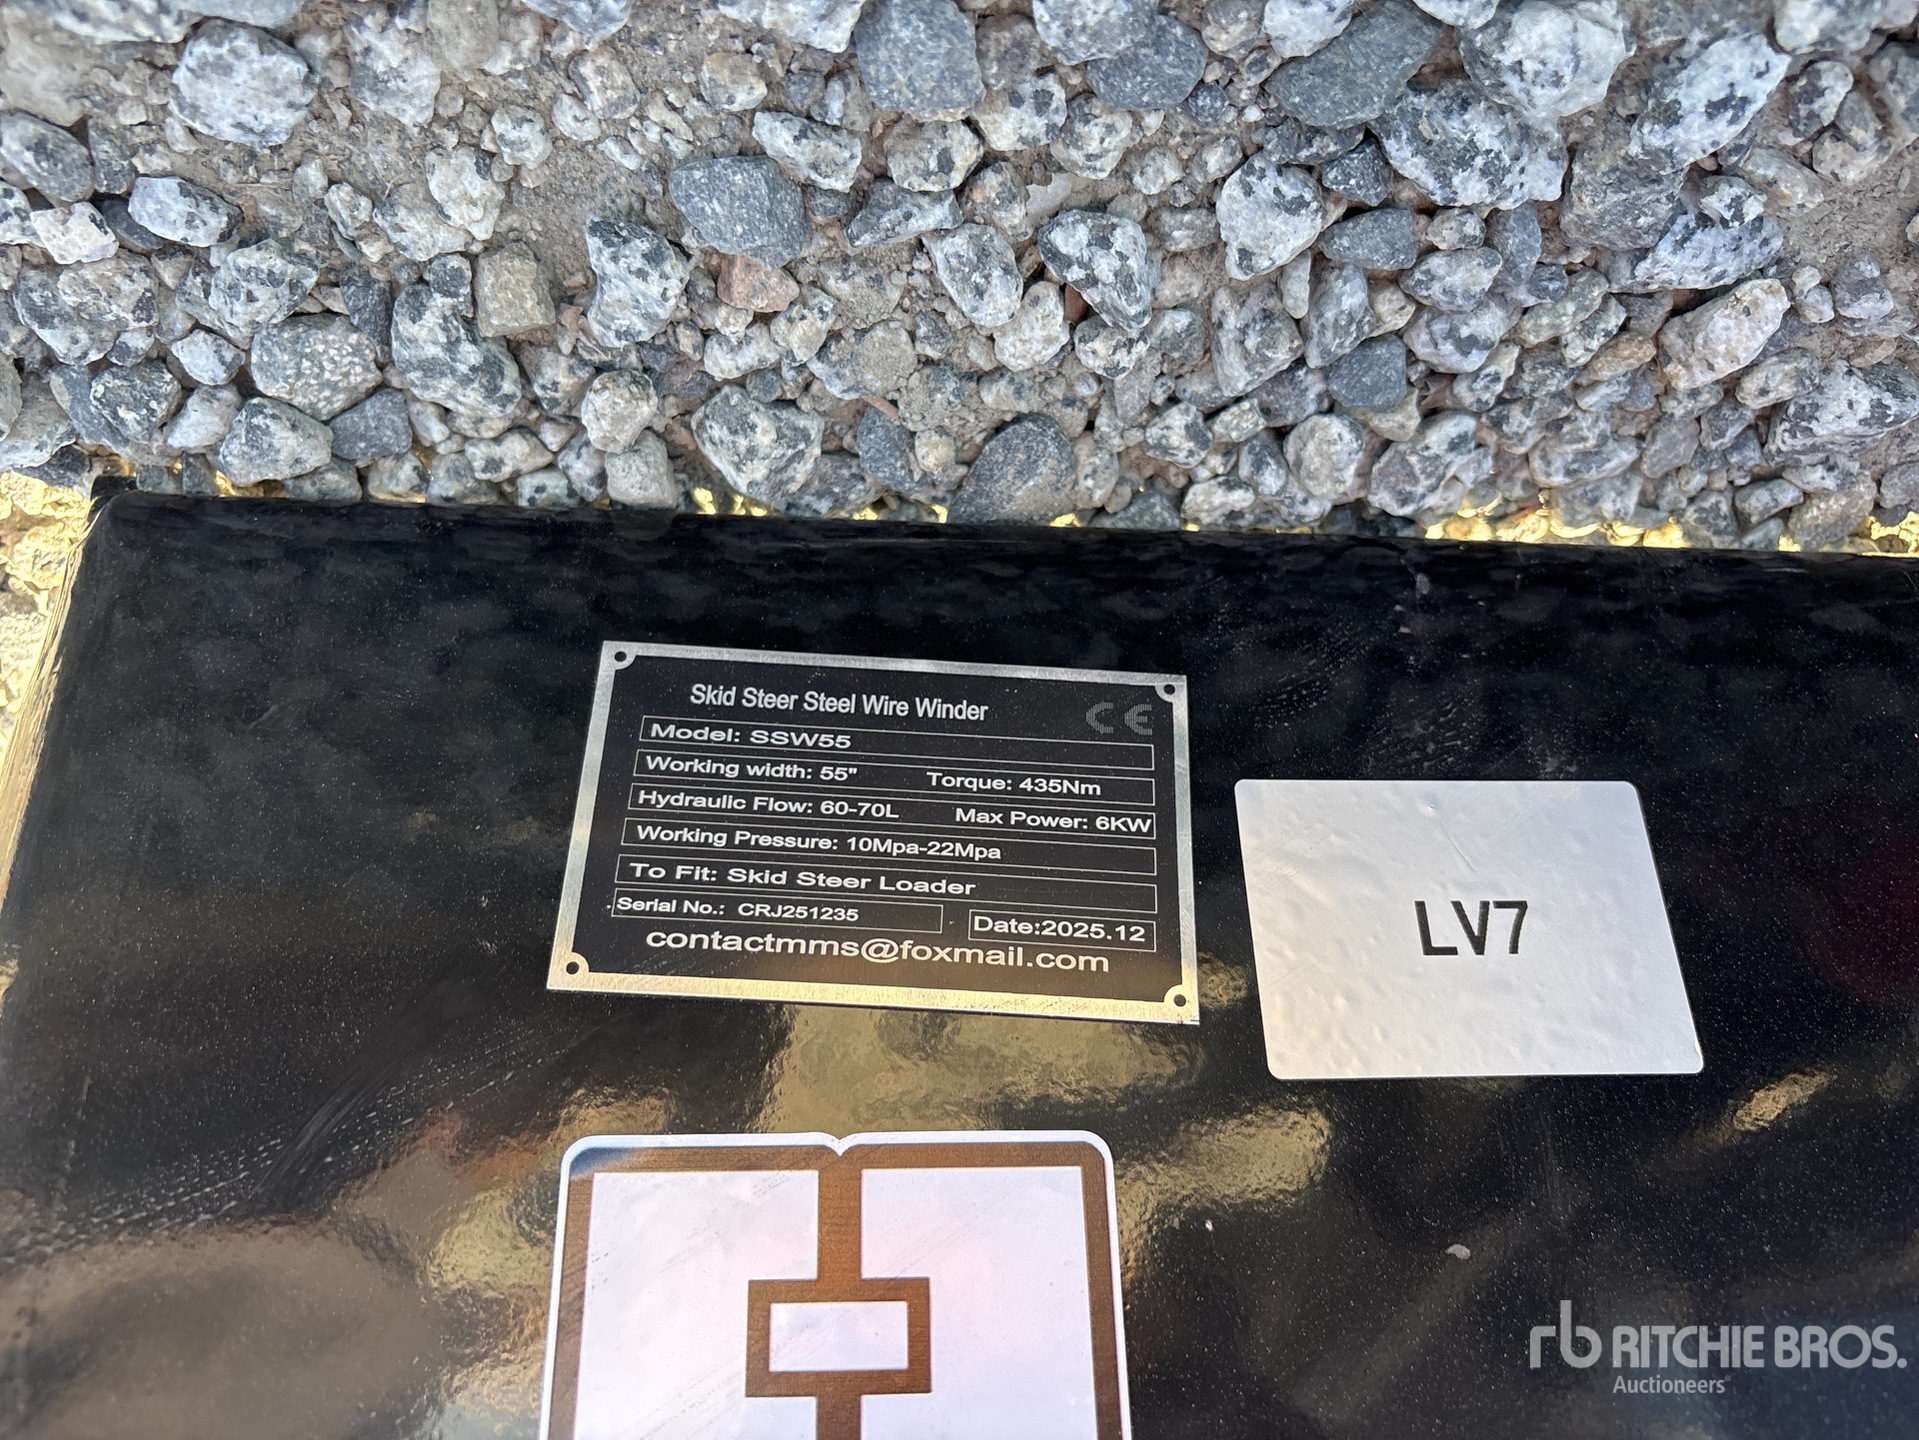 Skid Steer Steel Wire Winder
CE
Model: SSW55
Working width: 55" Torque: 435Nm
Hydraulic Flow: 60-70L Max Power: 6KW
Working Pressure: 10Mpa-22Mpa
To Fit: Skid Steer Loader
Serial No.: CRJ251235 Date:2025.12
contactmms@foxmail.com
LV7
rb RITCHIE BROS.
Auctioneers